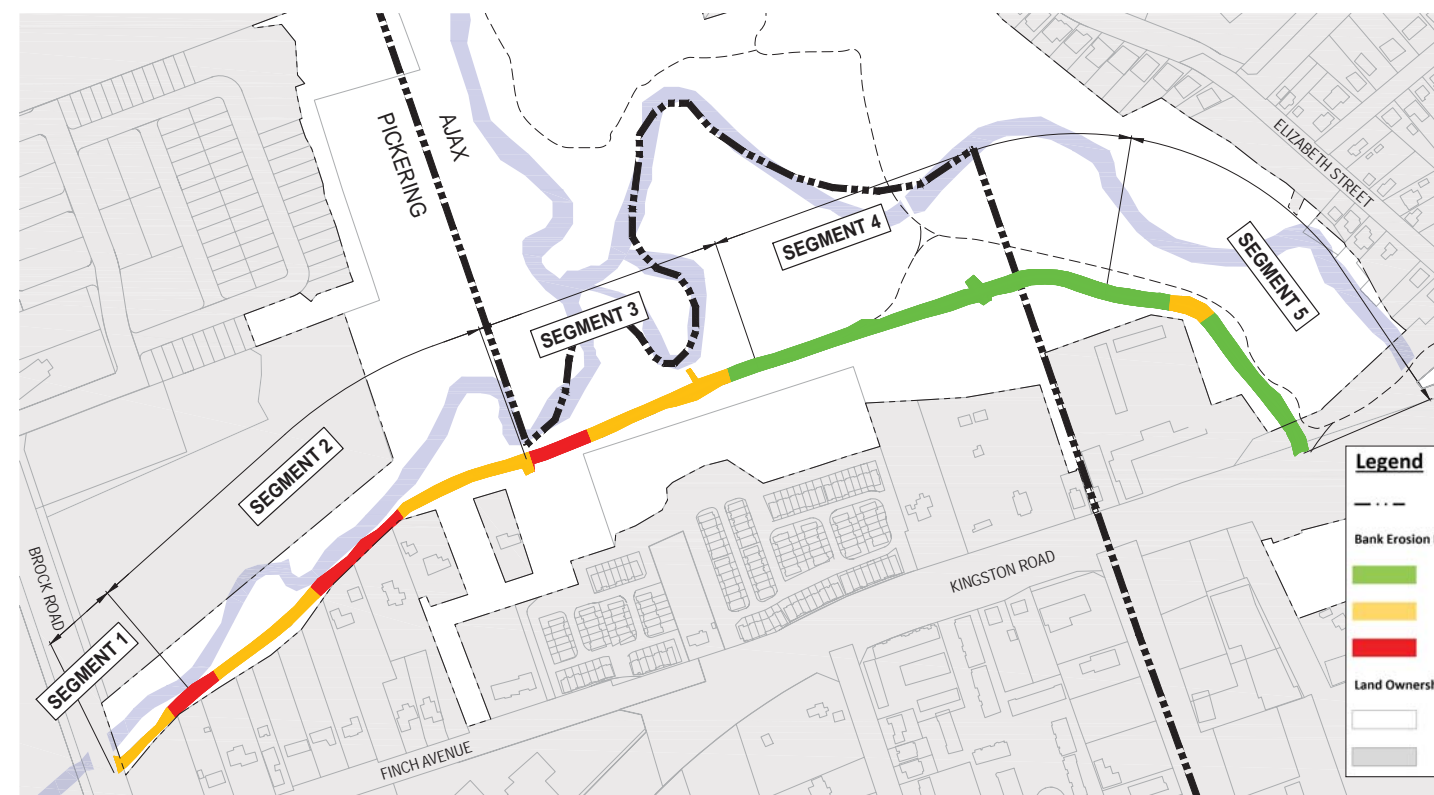 AJAX
PICKERING
ELIZABETH STREET
SEGMENT 4
SEGMENT 5
SEGMENT 3
SEGMENT 2
BROCK ROAD
SEGMENT 1
KINGSTON ROAD
FINCH AVENUE
Legend
Bank Erosion
Land Ownersh